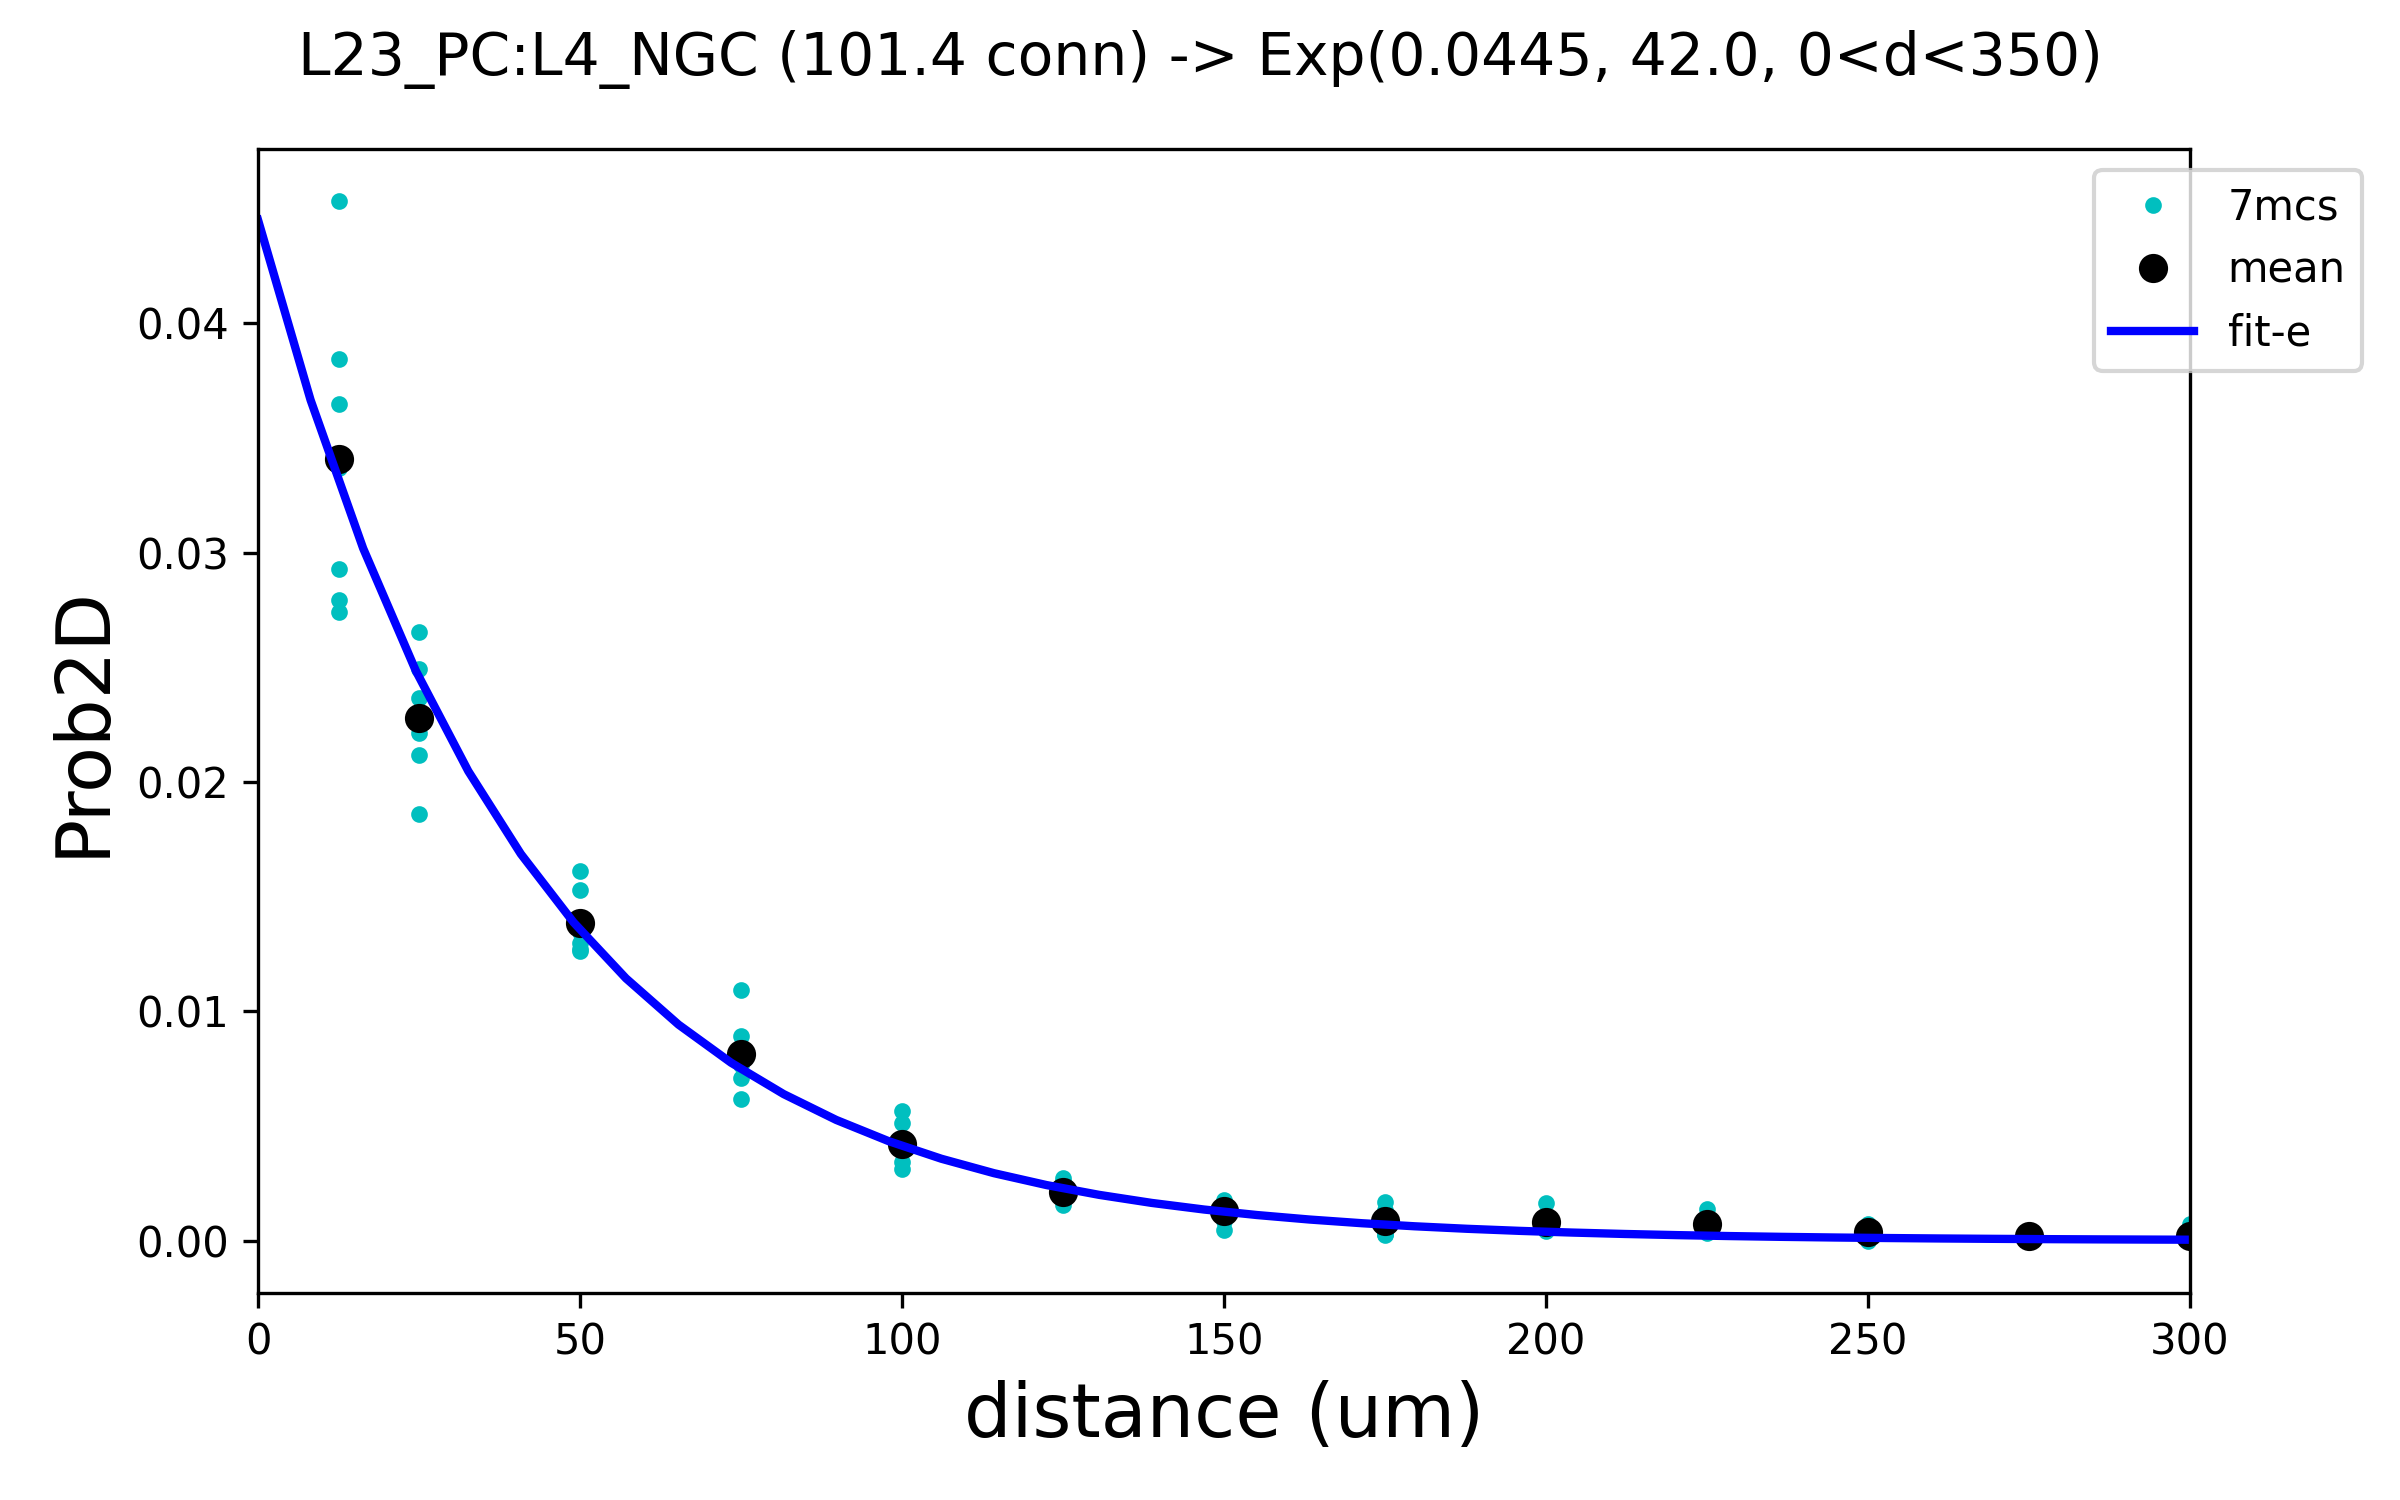 L23_PC:L4_NGC (101.4 conn) -> Exp(0.0445, 42.0, 0<d<350)
7mcs
mean
fit-e
Prob2D
0.04
0.03
0.02
0.01
0.00
0 50 100 150 200 250 300
distance (um)